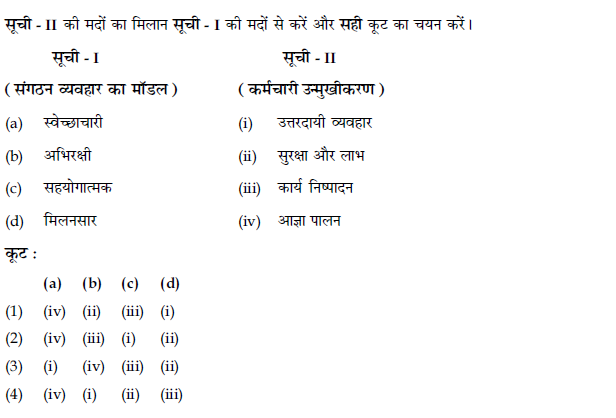 सूची - II की मदों का मिलान सूची - I की मदों से करें और सही कूट का चयन करें।
सूची - I सूची - II
( संगठन व्यवहार का मॉडल ) ( कर्मचारी उन्मुखीकरण )
(a) स्वेच्छाचारी (i) उत्तरदायी व्यवहार
(b) अभिरक्षी (ii) सुरक्षा और लाभ
(c) सहयोगात्मक (iii) कार्य निष्पादन
(d) मिलनसार (iv) आज्ञा पालन
कूट :
(a) (b) (c) (d)
(1) (iv) (ii) (iii) (i)
(2) (iv) (iii) (i) (ii)
(3) (i) (iv) (iii) (ii)
(4) (iv) (i) (ii) (iii)